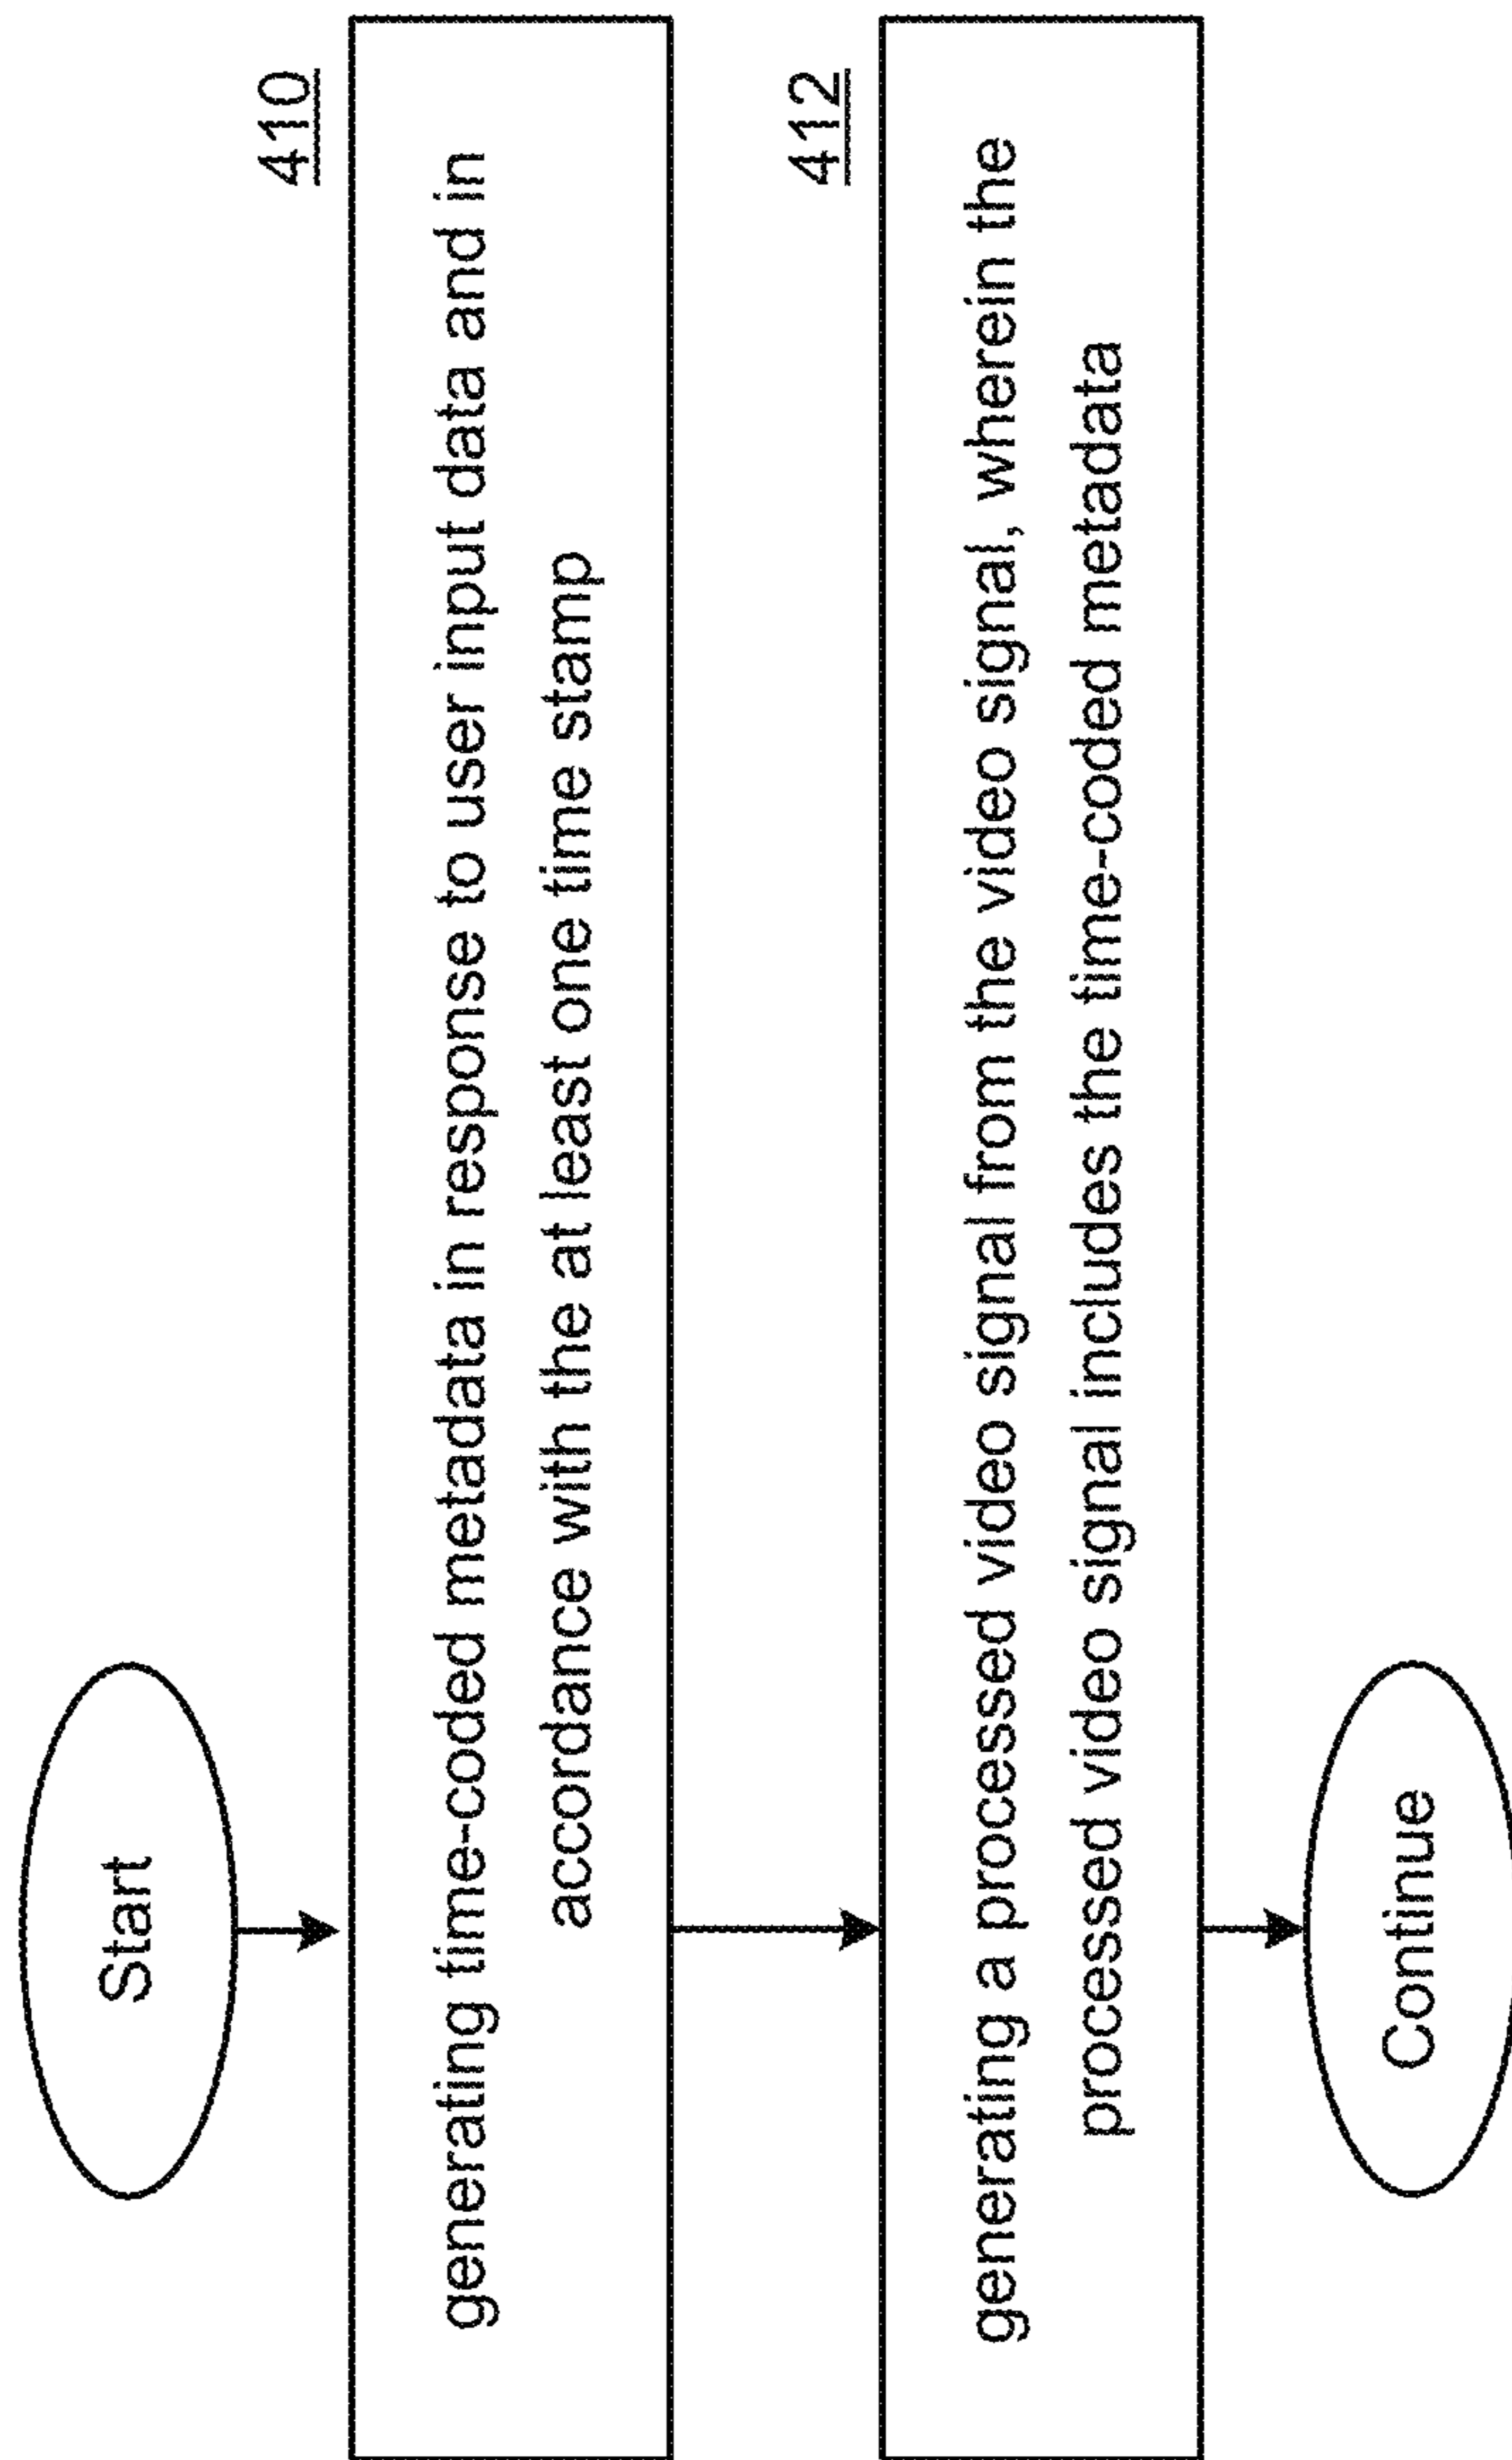 Start
410
generating time-coded metadata in response to user input data and in
accordance with the at least one time stamp
412
generating a processed video signal from the video signal, wherein the
processed video signal includes the time-coded metadata
Continue